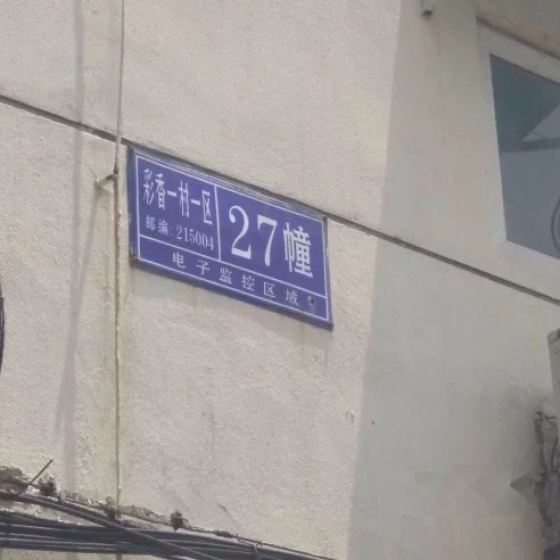 彩香一村一区
邮编:215004
27幢
电子监控区域